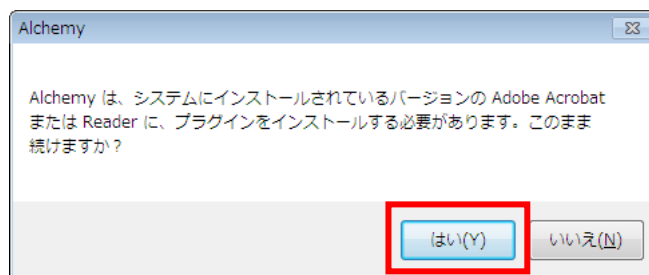 Alchemy
Alchemy は、システムにインストールされているバージョンの Adobe Acrobat
または Reader に、プラグインをインストールする必要があります。このまま
続けますか？
はい(Y)
いいえ(N)